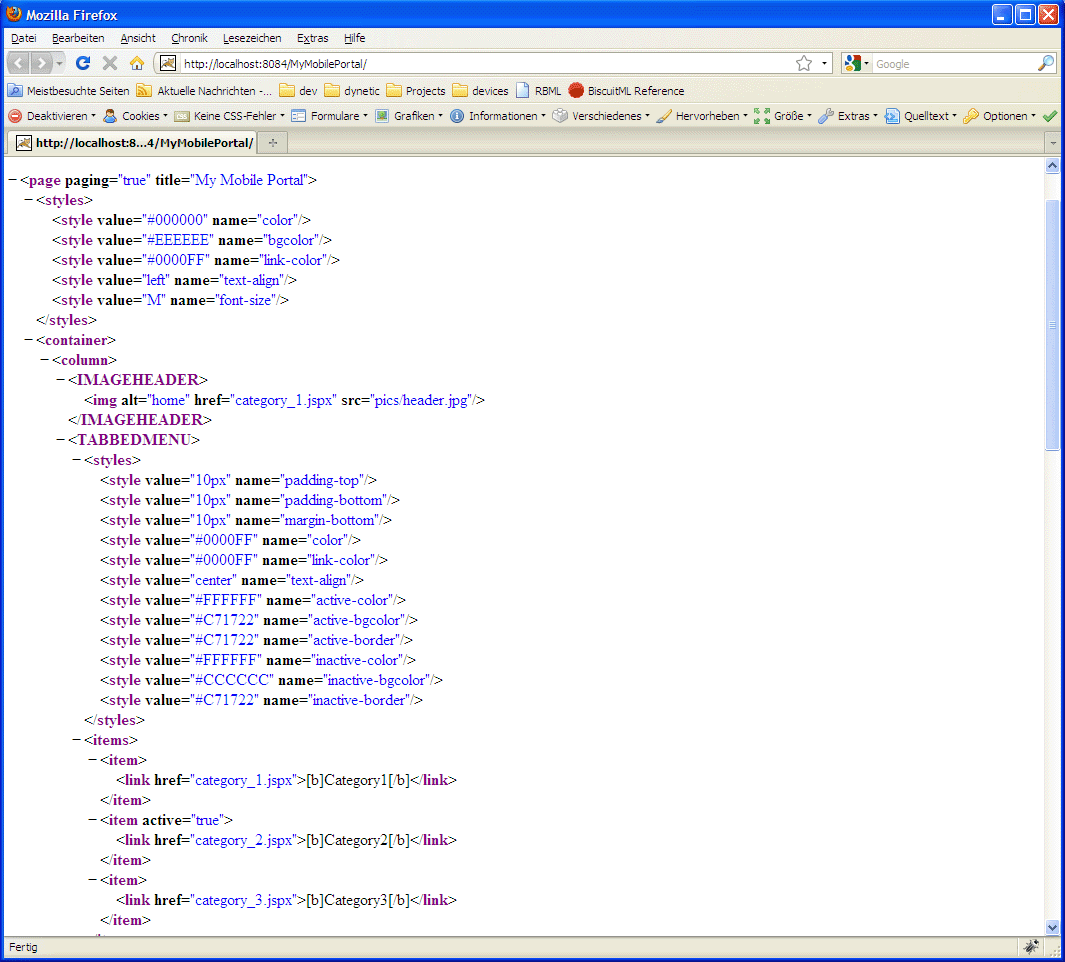 Mozilla Firefox
Datei Bearbeiten Ansicht Chronik Lesezeichen Extras Hilfe
http://localhost:8084/MyMobilePortal/ Google
Meistbesuchte Seiten Aktuelle Nachrichten -... dev dynetic Projects devices RBML BiscuitML Reference
Deaktivieren Cookies CSS Keine CSS-Fehler Formulare Grafiken Informationen Verschiedenes Hervorheben Größe Extras Quelltext Optionen
http://localhost:8...4/MyMobilePortal/
− <page paging="true" title="My Mobile Portal">
− <styles>
<style value="#000000" name="color"/>
<style value="#EEEEEE" name="bgcolor"/>
<style value="#0000FF" name="link-color"/>
<style value="left" name="text-align"/>
<style value="M" name="font-size"/>
</styles>
− <container>
− <column>
− <IMAGEHEADER>
<img alt="home" href="category_1.jspx" src="pics/header.jpg"/>
</IMAGEHEADER>
− <TABBEDMENU>
− <styles>
<style value="10px" name="padding-top"/>
<style value="10px" name="padding-bottom"/>
<style value="10px" name="margin-bottom"/>
<style value="#0000FF" name="color"/>
<style value="#0000FF" name="link-color"/>
<style value="center" name="text-align"/>
<style value="#FFFFFF" name="active-color"/>
<style value="#C71722" name="active-bgcolor"/>
<style value="#C71722" name="active-border"/>
<style value="#FFFFFF" name="inactive-color"/>
<style value="#CCCCCC" name="inactive-bgcolor"/>
<style value="#C71722" name="inactive-border"/>
</styles>
− <items>
− <item>
<link href="category_1.jspx">[b]Category1[/b]</link>
</item>
− <item active="true">
<link href="category_2.jspx">[b]Category2[/b]</link>
</item>
− <item>
<link href="category_3.jspx">[b]Category3[/b]</link>
</item>
Fertig